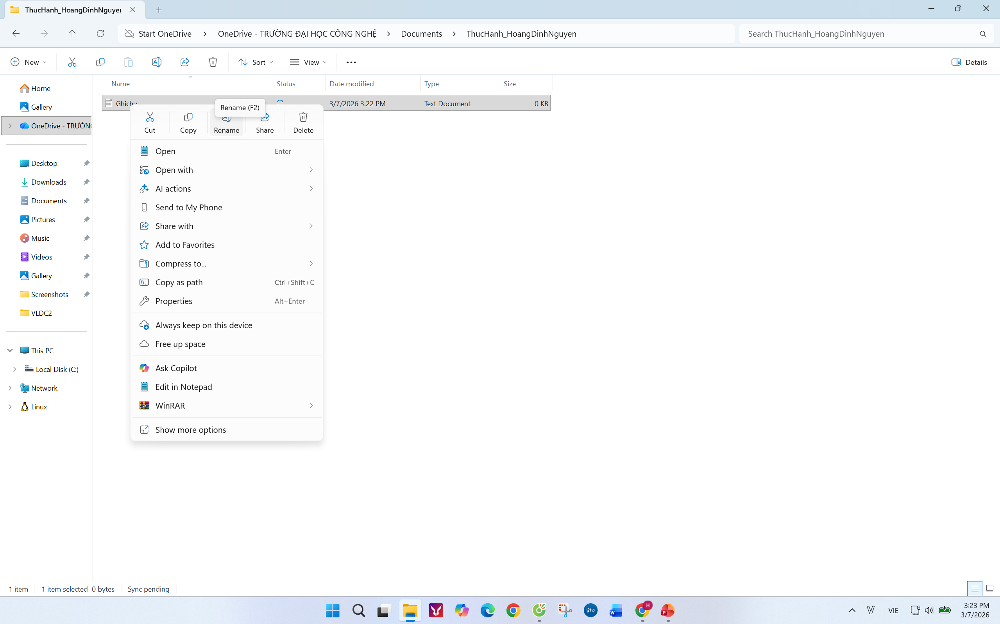 ThucHanh_HoangDinhNguyen
Start OneDrive > OneDrive - TRƯỜNG ĐẠI HỌC CÔNG NGHỆ > Documents > ThucHanh_HoangDinhNguyen
Search ThucHanh_HoangDinhNguyen
New
Sort
View
Details
Name Status Date modified Type Size
Ghichu 3/7/2026 3:22 PM Text Document 0 KB
Rename (F2)
Cut Copy Rename Share Delete
Open Enter
Open with
AI actions
Send to My Phone
Share with
Add to Favorites
Compress to...
Copy as path Ctrl+Shift+C
Properties Alt+Enter
Always keep on this device
Free up space
Ask Copilot
Edit in Notepad
WinRAR
Show more options
Home
Gallery
OneDrive - TRƯỜNG
Desktop
Downloads
Documents
Pictures
Music
Videos
Gallery
Screenshots
VLDC2
This PC
Local Disk (C:)
Network
Linux
1 item 1 item selected 0 bytes Sync pending
lite
W
H
P
V
VIE
3:23 PM
3/7/2026